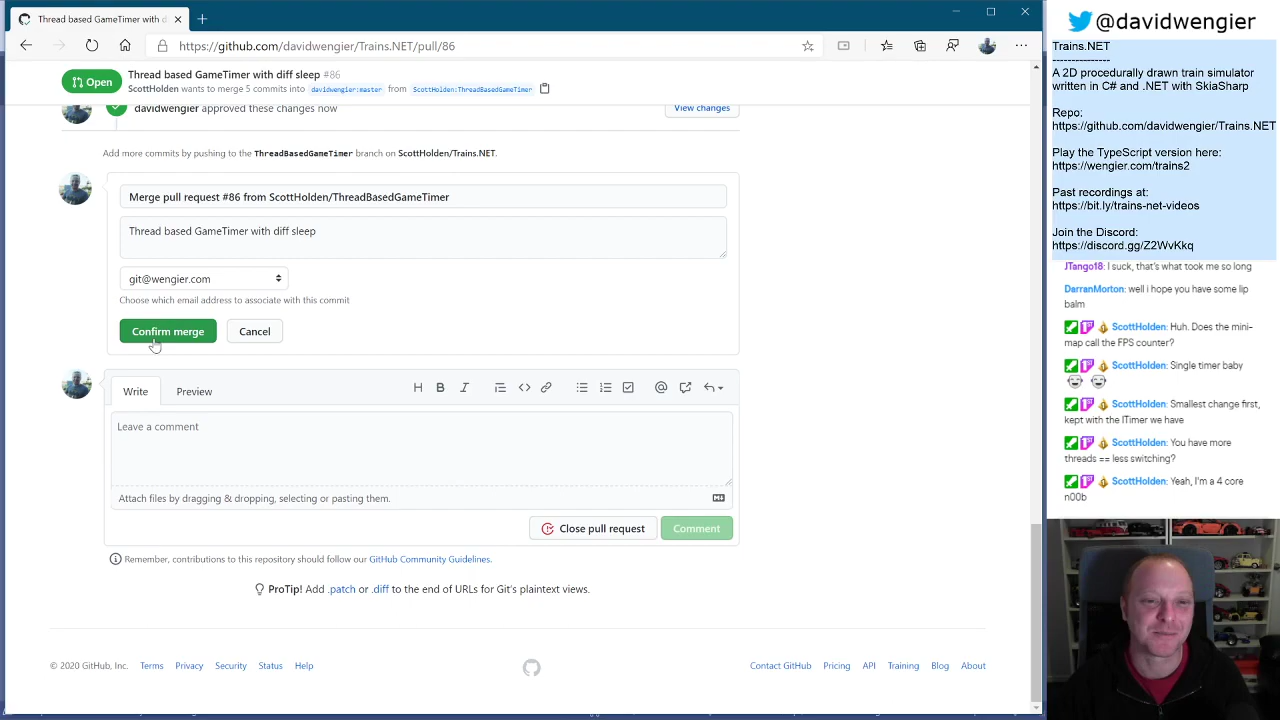 Thread based GameTimer with d
https://github.com/davidwengier/Trains.NET/pull/86
Open
Thread based GameTimer with diff sleep #86
ScottHolden wants to merge 5 commits into davidwengier:master from ScottHolden:ThreadBasedGameTimer
davidwengier approved these changes now
View changes
Add more commits by pushing to the ThreadBasedGameTimer branch on ScottHolden/Trains.NET.
Merge pull request #86 from ScottHolden/ThreadBasedGameTimer
Thread based GameTimer with diff sleep
git@wengier.com
Choose which email address to associate with this commit
Confirm merge
Cancel
Write
Preview
Leave a comment
Attach files by dragging & dropping, selecting or pasting them.
Close pull request
Comment
Remember, contributions to this repository should follow our GitHub Community Guidelines.
ProTip! Add .patch or .diff to the end of URLs for Git's plaintext views.
© 2020 GitHub, Inc.
Terms
Privacy
Security
Status
Help
Contact GitHub
Pricing
API
Training
Blog
About
@davidwengier
Trains.NET
--------------
A 2D procedurally drawn train simulator
written in C# and .NET with SkiaSharp
Repo:
https://github.com/davidwengier/Trains.NET
Play the TypeScript version here:
https://wengier.com/trains2
Past recordings at:
https://bit.ly/trains-net-videos
Join the Discord:
https://discord.gg/Z2WvKkq
JTango18: I suck, that's what took me so long
DarranMorton: well i hope you have some lip
balm
ScottHolden: Huh. Does the mini-
map call the FPS counter?
ScottHolden: Single timer baby
ScottHolden: Smallest change first,
kept with the ITimer we have
ScottHolden: You have more
threads == less switching?
ScottHolden: Yeah, I'm a 4 core
n00b